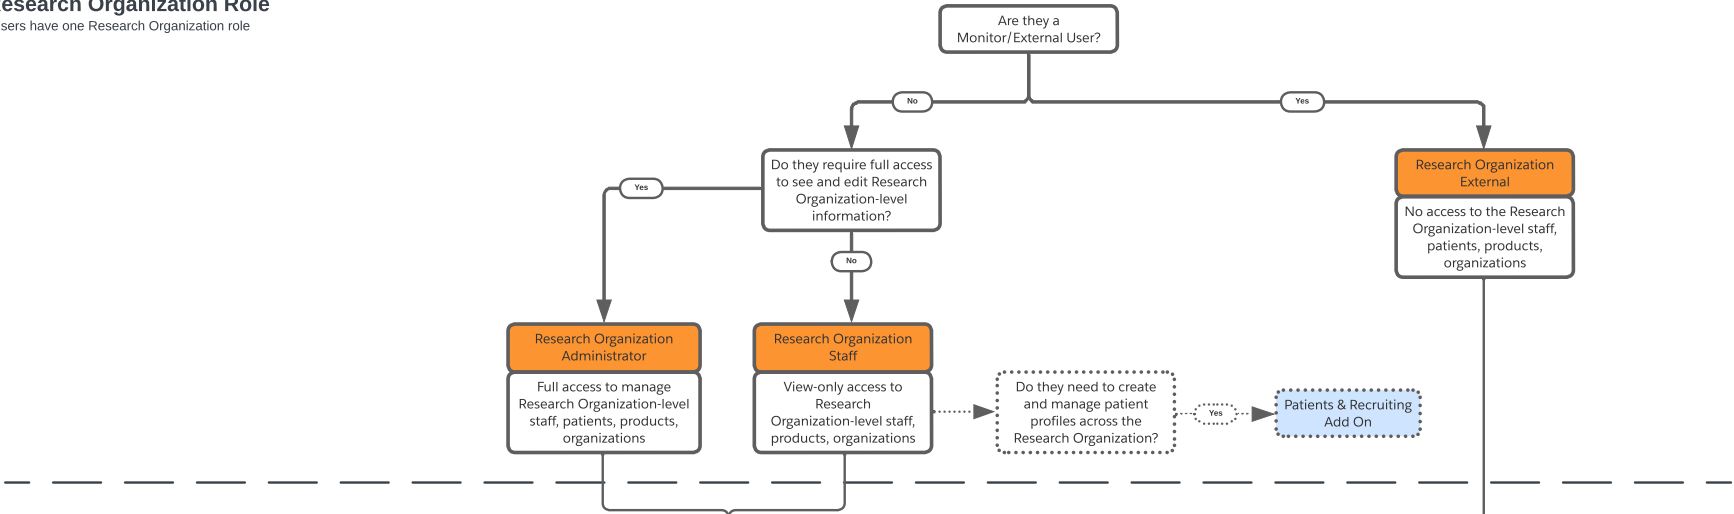 esearch Organization Role
sers have one Research Organization role
Are they a
Monitor/External User?
No
Yes
Do they require full access
to see and edit Research
Organization-level
information?
Research Organization
External
No access to the Research
Organization-level staff,
patients, products,
organizations
Yes
No
Research Organization
Administrator
Full access to manage
Research Organization-level
staff, patients, products,
organizations
Research Organization
Staff
View-only access to
Research
Organization-level staff,
products, organizations
Do they need to create
and manage patient
profiles across the
Research Organization?
Yes
Patients & Recruiting
Add On